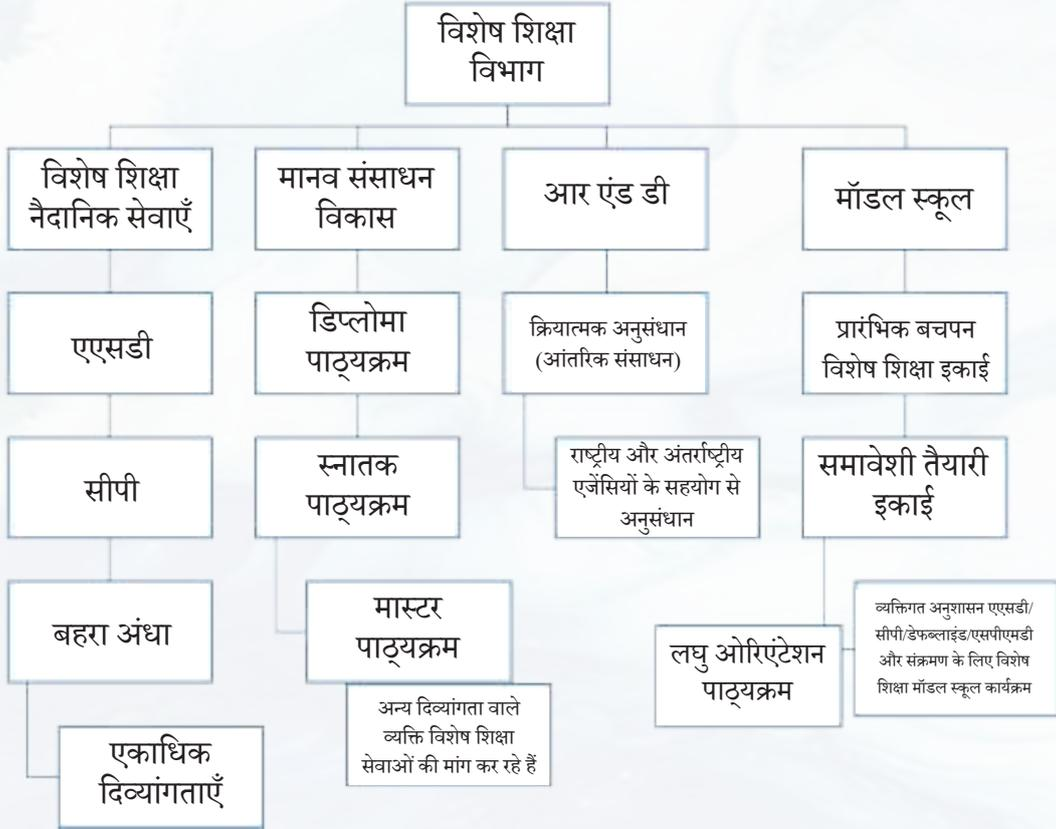 विशेष शिक्षा
विभाग
विशेष शिक्षा
नैदानिक सेवाएँ
एएसडी
सीपी
बहरा अंधा
एकाधिक
दिव्यांगताएँ
मानव संसाधन
विकास
डिप्लोमा
पाठ्यक्रम
स्नातक
पाठ्यक्रम
मास्टर
पाठ्यक्रम
अन्य दिव्यांगता वाले
व्यक्ति विशेष शिक्षा
सेवाओं की मांग कर रहे हैं
आर एंड डी
क्रियात्मक अनुसंधान
(आंतरिक संसाधन)
राष्ट्रीय और अंतर्राष्ट्रीय
एजेंसियों के सहयोग से
अनुसंधान
मॉडल स्कूल
प्रारंभिक बचपन
विशेष शिक्षा इकाई
समावेशी तैयारी
इकाई
लघु ओरिएंटेशन
पाठ्यक्रम
व्यक्तिगत अनुशासन एएसडी/
सीपी/डेफब्लाइंड/एसपीएमडी
और संक्रमण के लिए विशेष
शिक्षा मॉडल स्कूल कार्यक्रम